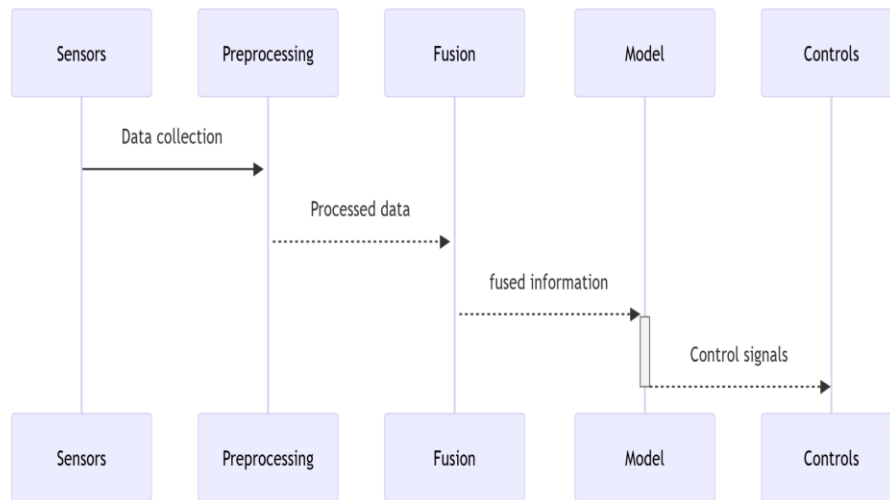 Sensors
Preprocessing
Fusion
Model
Controls
Data collection
Processed data
fused information
Control signals
Sensors
Preprocessing
Fusion
Model
Controls